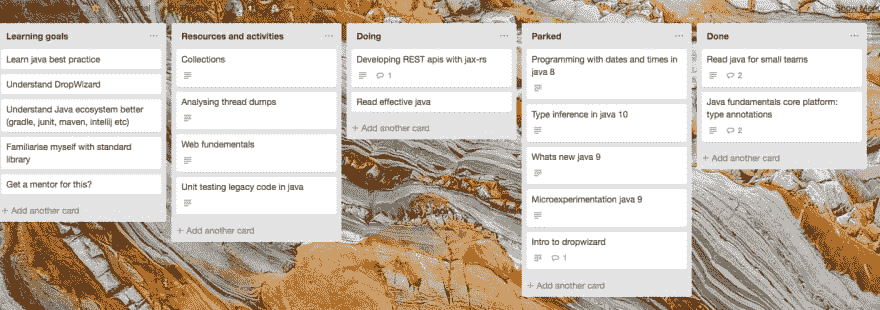 Personal
Show Menu
Learning goals
Learn java best practice
Understand DropWizard
Understand Java ecosystem better
(gradle, junit, maven, intellij etc)
Familiarise myself with standard
library
Get a mentor for this?
+ Add another card
Resources and activities
Collections
Analysing thread dumps
Web fundementals
Unit testing legacy code in java
+ Add another card
Doing
Developing REST apis with jax-rs
1
Read effective java
+ Add another card
Parked
Programming with dates and times in
java 8
Type inference in java 10
Whats new java 9
Microexperimentation java 9
Intro to dropwizard
1
+ Add another card
Done
Read java for small teams
2
Java fundamentals core platform:
type annotations
2
+ Add another card